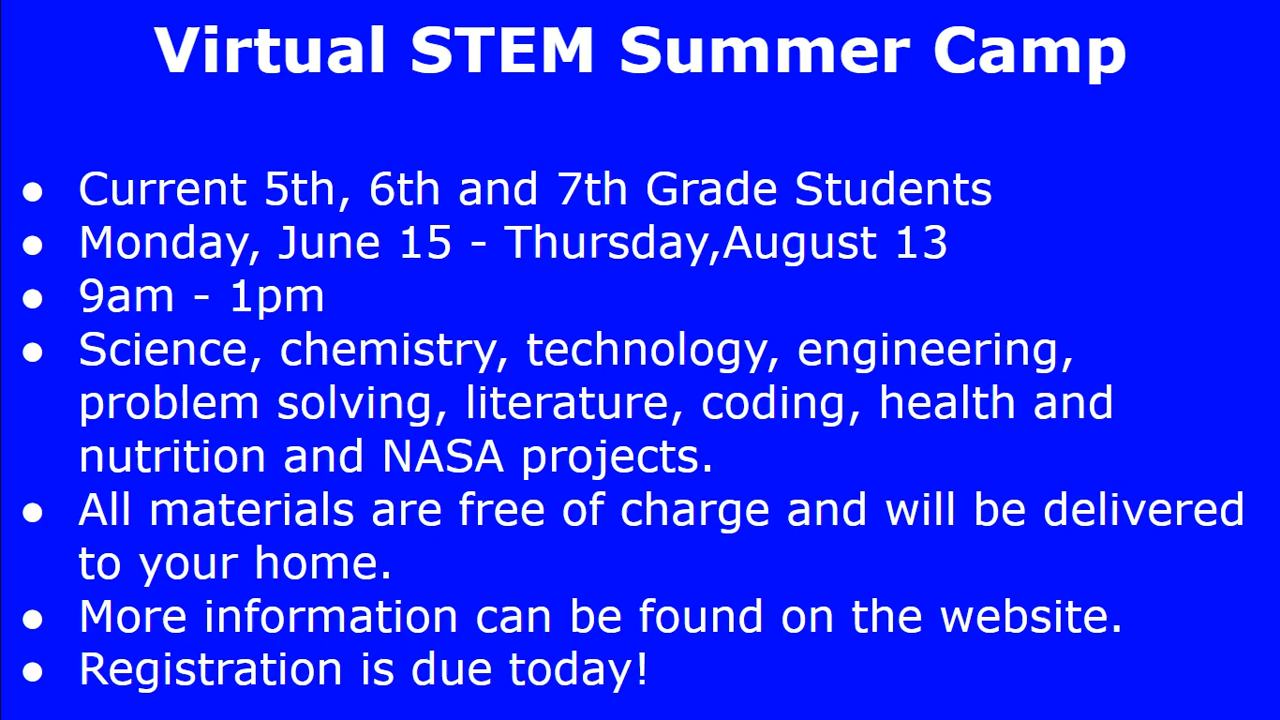 Virtual STEM Summer Camp
● Current 5th, 6th and 7th Grade Students
● Monday, June 15 - Thursday,August 13
● 9am - 1pm
● Science, chemistry, technology, engineering,
problem solving, literature, coding, health and
nutrition and NASA projects.
● All materials are free of charge and will be delivered
to your home.
● More information can be found on the website.
● Registration is due today!